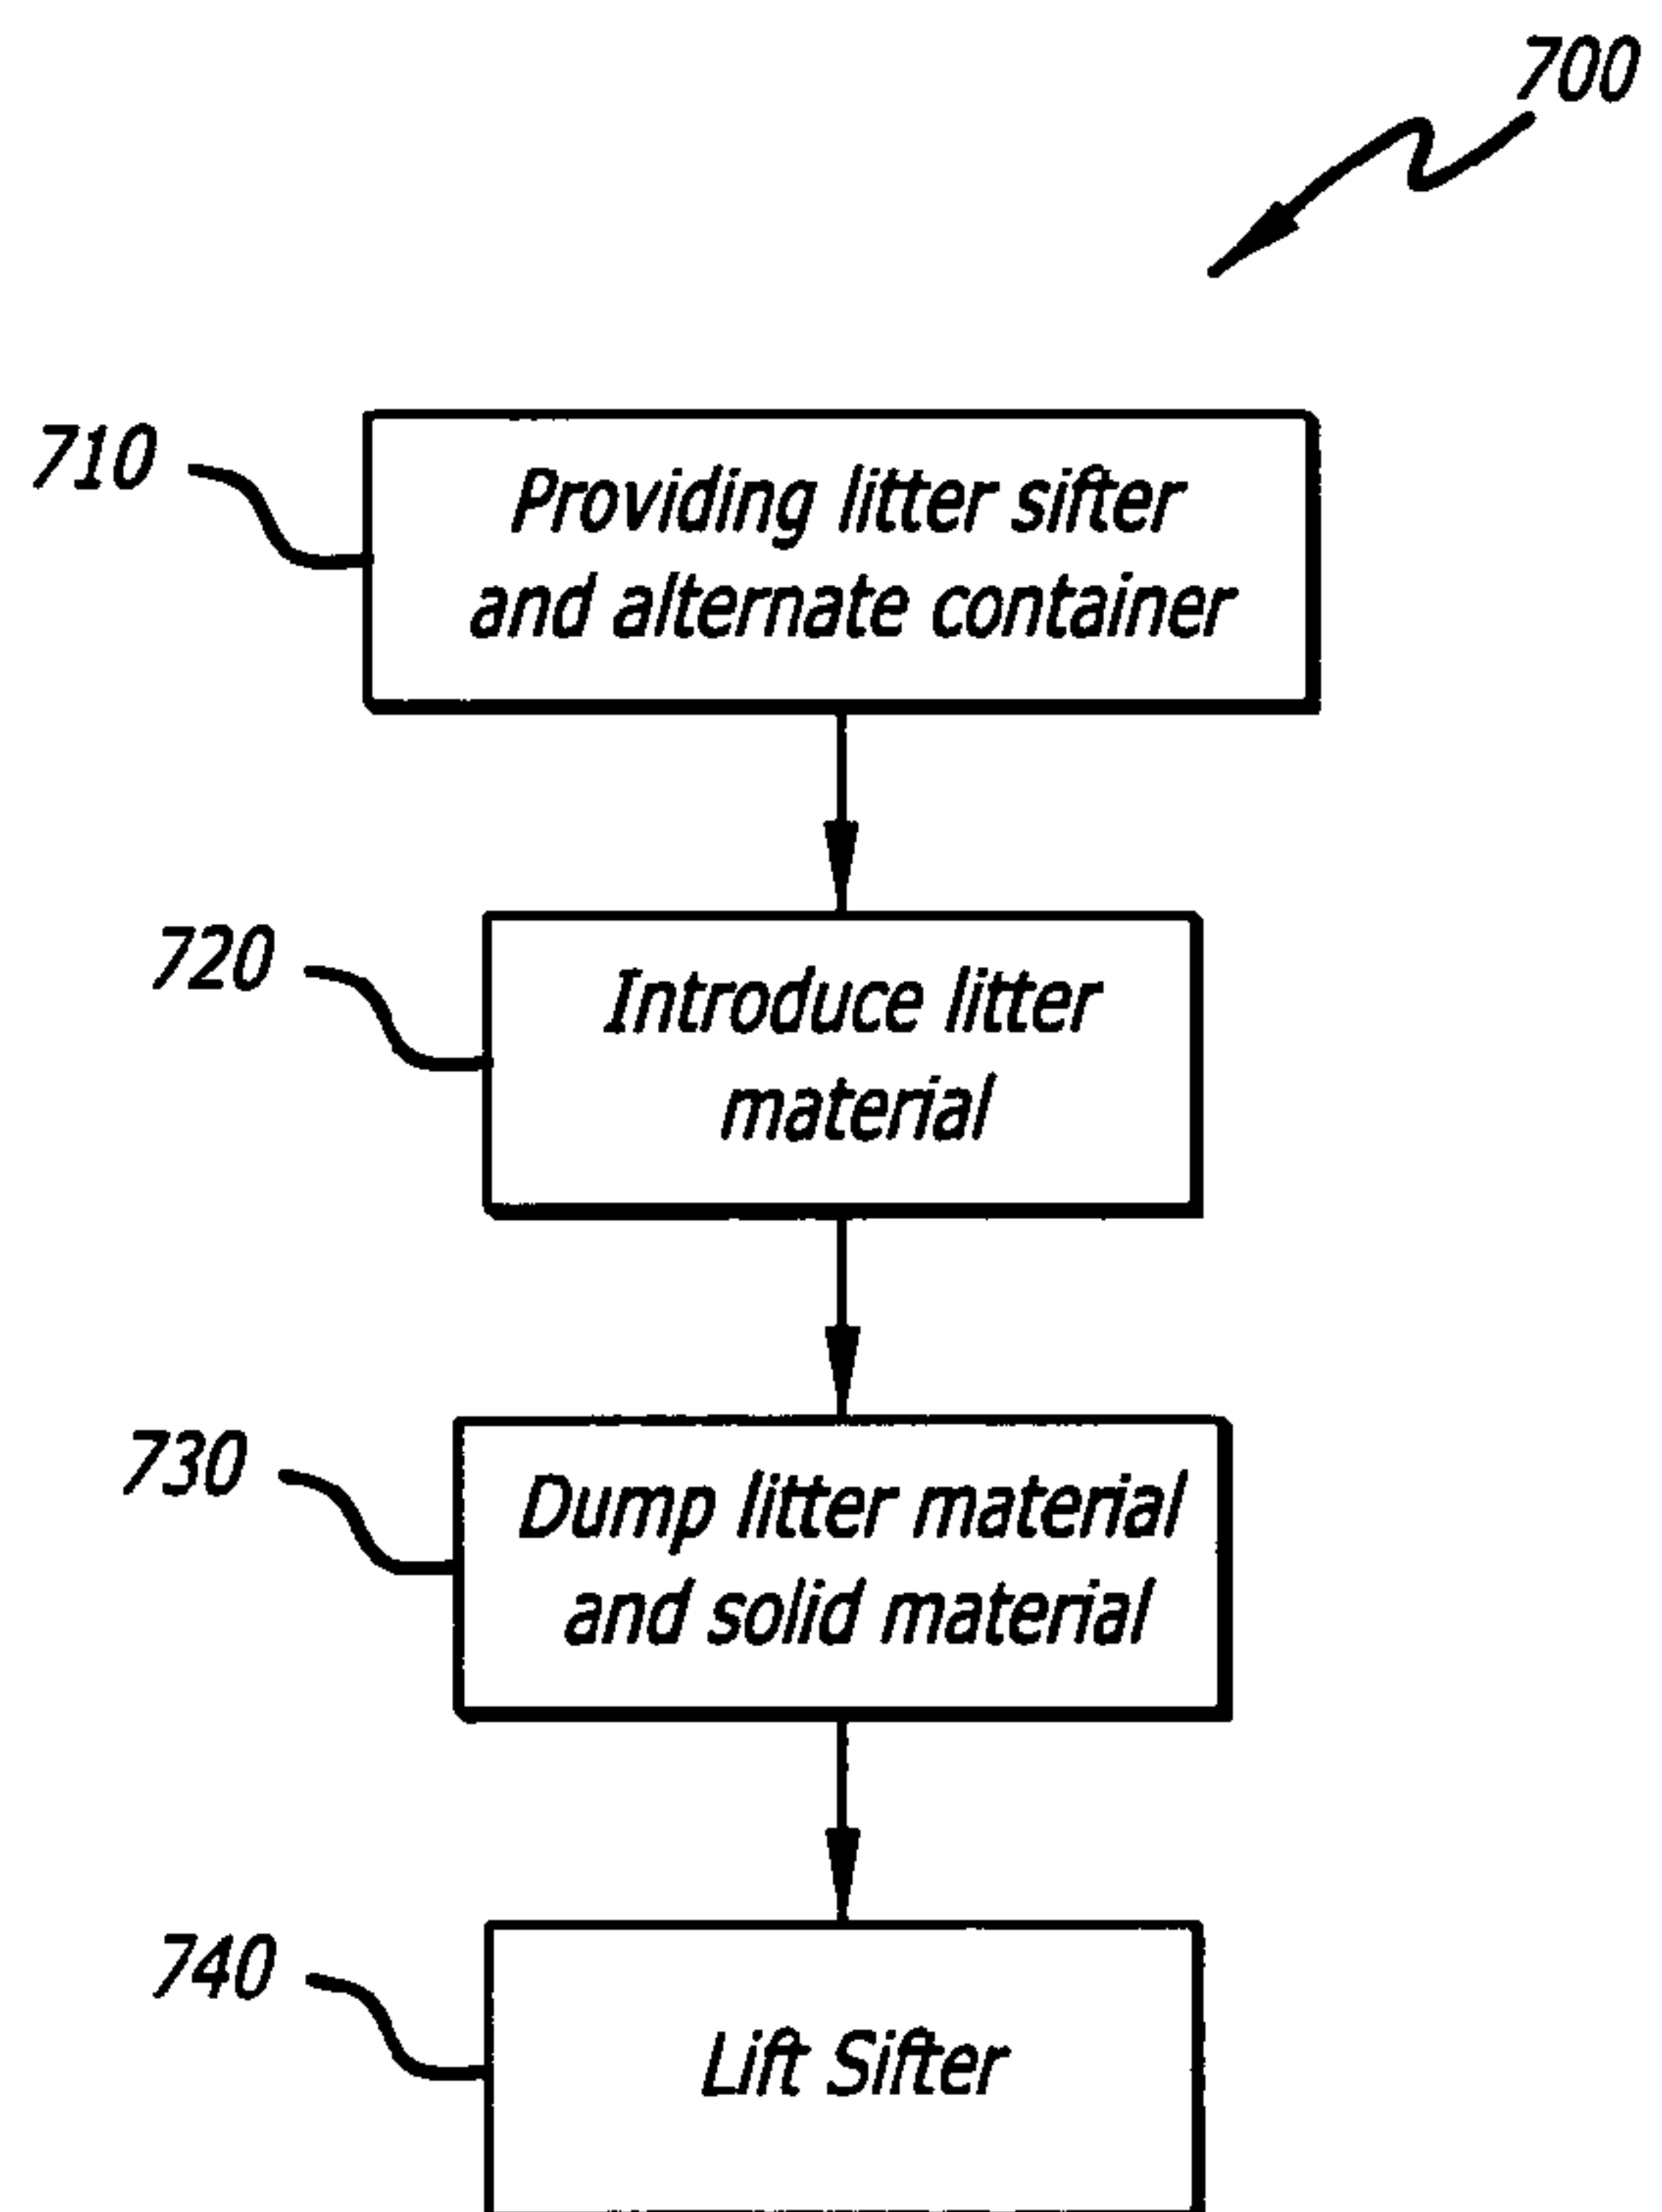 700
710
Providing litter sifter
and alternate container
720
Introduce litter
material
730
Dump litter material
and solid material
740
Lift Sifter